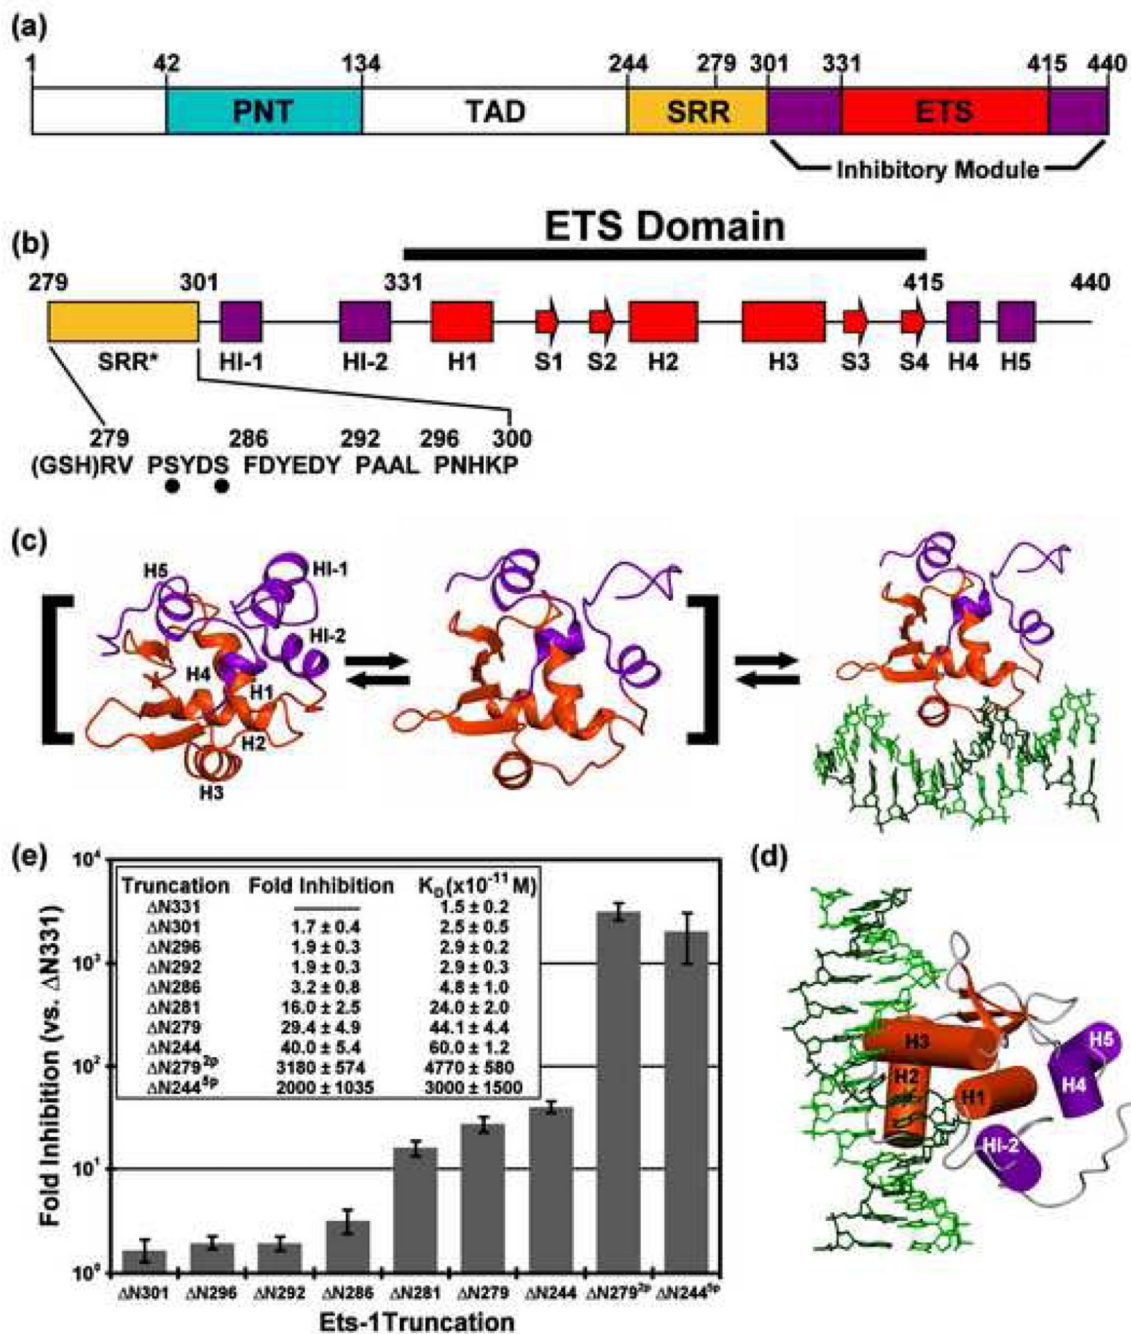 (a)
1 42 134 244 279 301 331 415 440
PNT TAD SRR ETS
Inhibitory Module
(b)
ETS Domain
279 301 331 415 440
SRR* HI-1 HI-2 H1 S1 S2 H2 H3 S3 S4 H4 H5
279 286 292 296 300
(GSH)RV PSYDS FDYEDY PAAL PNHKP
(c)
H5 HI-1
HI-2
H4
H1
H2
H3
(e)
Truncation Fold Inhibition K_D(x10^-11 M)
ΔN331 1.5 ± 0.2
ΔN301 1.7 ± 0.4 2.5 ± 0.5
ΔN296 1.9 ± 0.3 2.9 ± 0.2
ΔN292 1.9 ± 0.3 2.9 ± 0.3
ΔN286 3.2 ± 0.8 4.8 ± 1.0
ΔN281 16.0 ± 2.5 24.0 ± 2.0
ΔN279 29.4 ± 4.9 44.1 ± 4.4
ΔN244 40.0 ± 5.4 60.0 ± 1.2
ΔN279^2p 3180 ± 574 4770 ± 580
ΔN244^5p 2000 ± 1035 3000 ± 1500
Fold Inhibition (vs. ΔN331)
10^4
10^3
10^2
10^1
10^0
ΔN301 ΔN296 ΔN292 ΔN286 ΔN281 ΔN279 ΔN244 ΔN279^2p ΔN244^5p
Ets-1Truncation
(d)
H3
H5
H2
H4
H1
HI-2